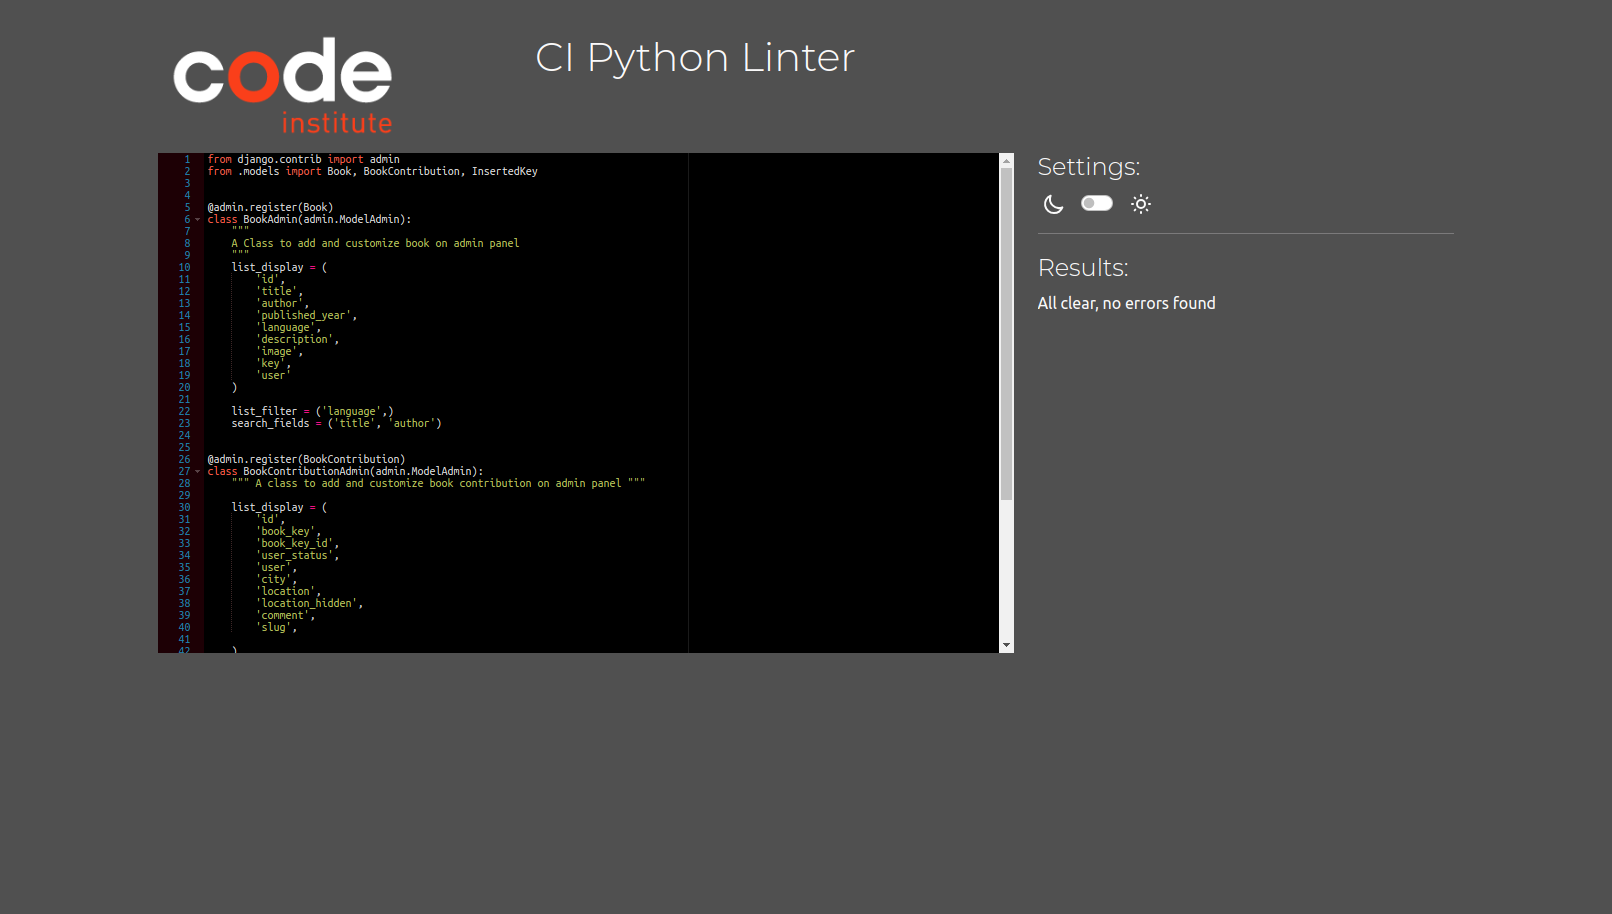 code
institute
CI Python Linter
1 from django.contrib import admin
2 from .models import Book, BookContribution, InsertedKey
3
4
5 @admin.register(Book)
6 class BookAdmin(admin.ModelAdmin):
7     """
8     A Class to add and customize book on admin panel
9     """
10     list_display = (
11         'id',
12         'title',
13         'author',
14         'published_year',
15         'language',
16         'description',
17         'image',
18         'key',
19         'user'
20     )
21
22     list_filter = ('language',)
23     search_fields = ('title', 'author')
24
25
26 @admin.register(BookContribution)
27 class BookContributionAdmin(admin.ModelAdmin):
28     """ A class to add and customize book contribution on admin panel """
29
30     list_display = (
31         'id',
32         'book_key',
33         'book_key_id',
34         'user_status',
35         'user',
36         'city',
37         'location',
38         'location_hidden',
39         'comment',
40         'slug',
41
42     )
Settings:
Results:
All clear, no errors found